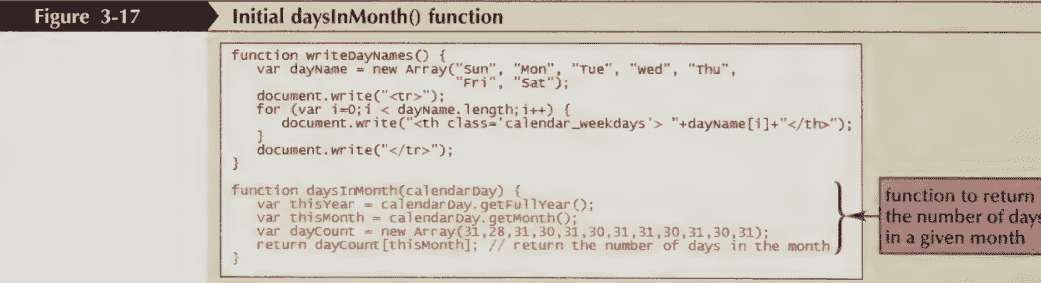 Figure 3-17
Initial daysInMonth() function
function writeDayNames() {
var dayName = new Array("Sun", "Mon", "Tue", "Wed", "Thu",
"Fri", "Sat");
document.write("<tr>");
for (var i=0;i < dayName.length;i++) {
document.write("<th class='calendar_weekdays'> "+dayName[i]+"</th>");
}
document.write("</tr>");
}
function daysInMonth(calendarDay) {
var thisYear = calendarDay.getFullYear();
var thisMonth = calendarDay.getMonth();
var dayCount = new Array(31,28,31,30,31,30,31,31,30,31,30,31);
return dayCount[thisMonth]; // return the number of days in the month
}
function to return
the number of days
in a given month